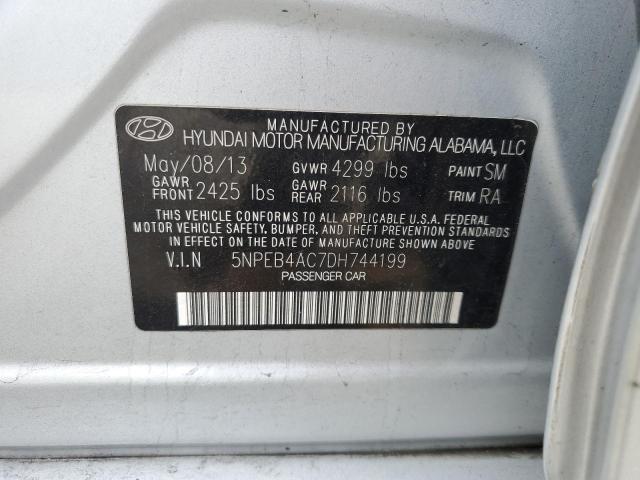 MANUFACTURED BY
HYUNDAI MOTOR MANUFACTURING ALABAMA, LLC
May/08/13 GVWR 4299 lbs PAINT SM
GAWR FRONT 2425 lbs GAWR REAR 2116 lbs TRIM RA
THIS VEHICLE CONFORMS TO ALL APPLICABLE U.S.A. FEDERAL
MOTOR VEHICLE SAFETY, BUMPER, AND THEFT PREVENTION STANDARDS
IN EFFECT ON THE DATE OF MANUFACTURE SHOWN ABOVE.
V.I.N 5NPEB4AC7DH744199
PASSENGER CAR